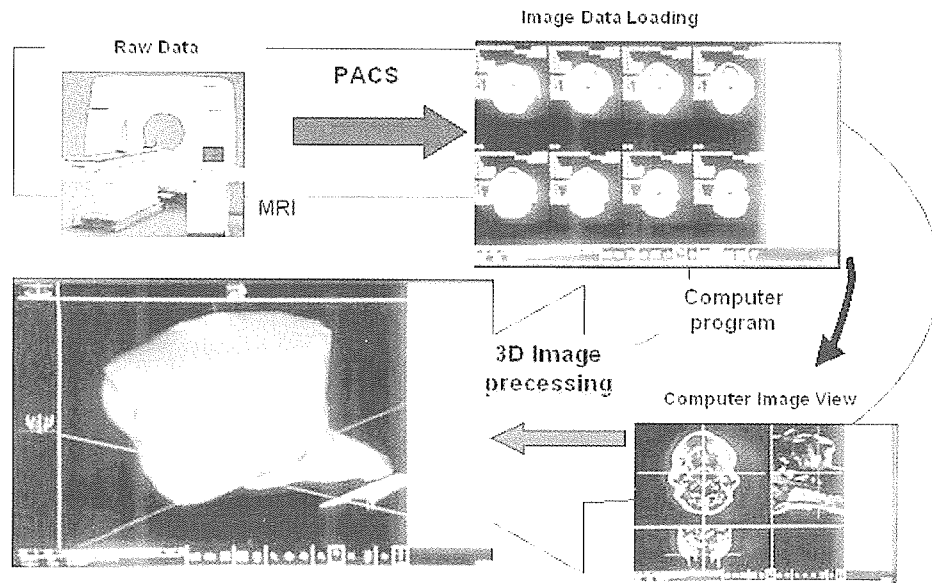 Image Data Loading
Raw Data
PACS
MRI
Computer
program
3D Image
precessing
Computer Image View